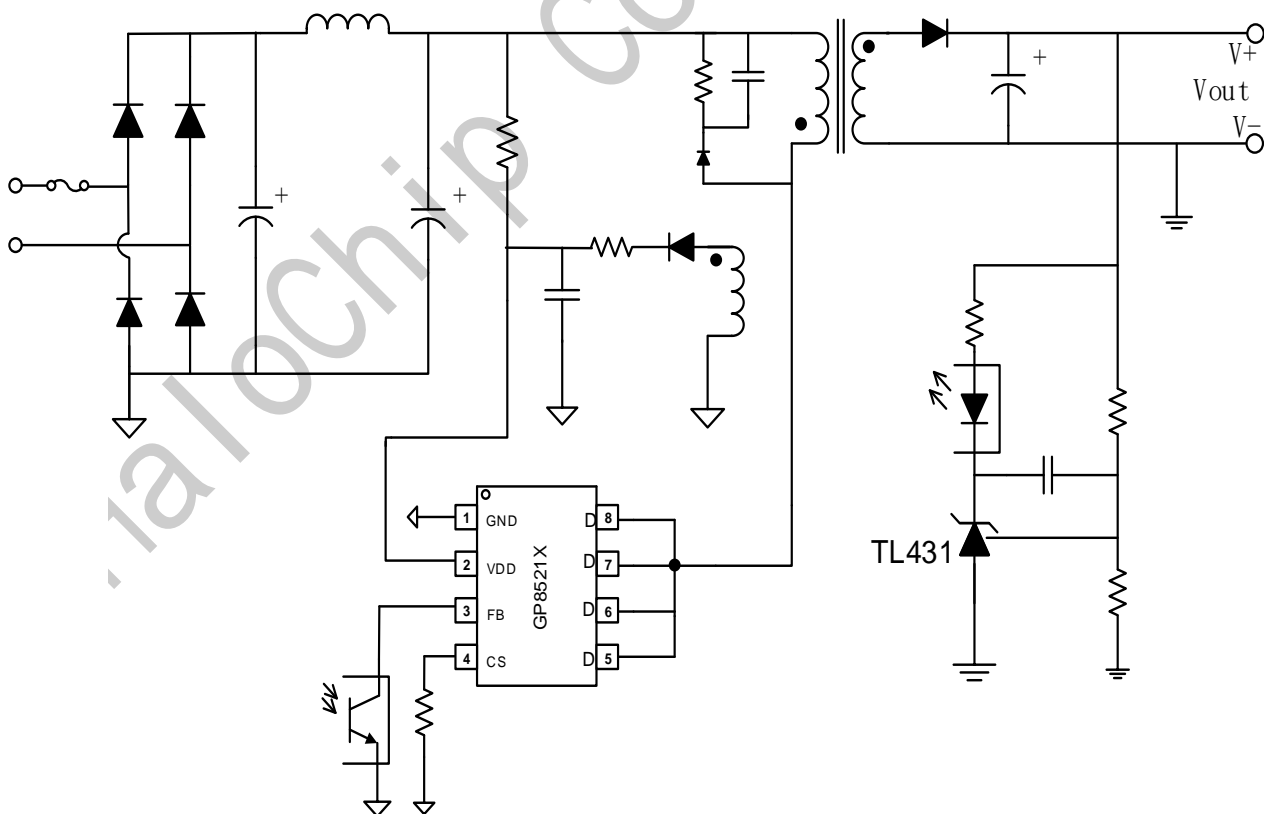 +
V+
Vout
V-
+
+
1 GND D 8
2 VDD D 7
3 FB D 6
4 CS D 5
GP8521X
TL431